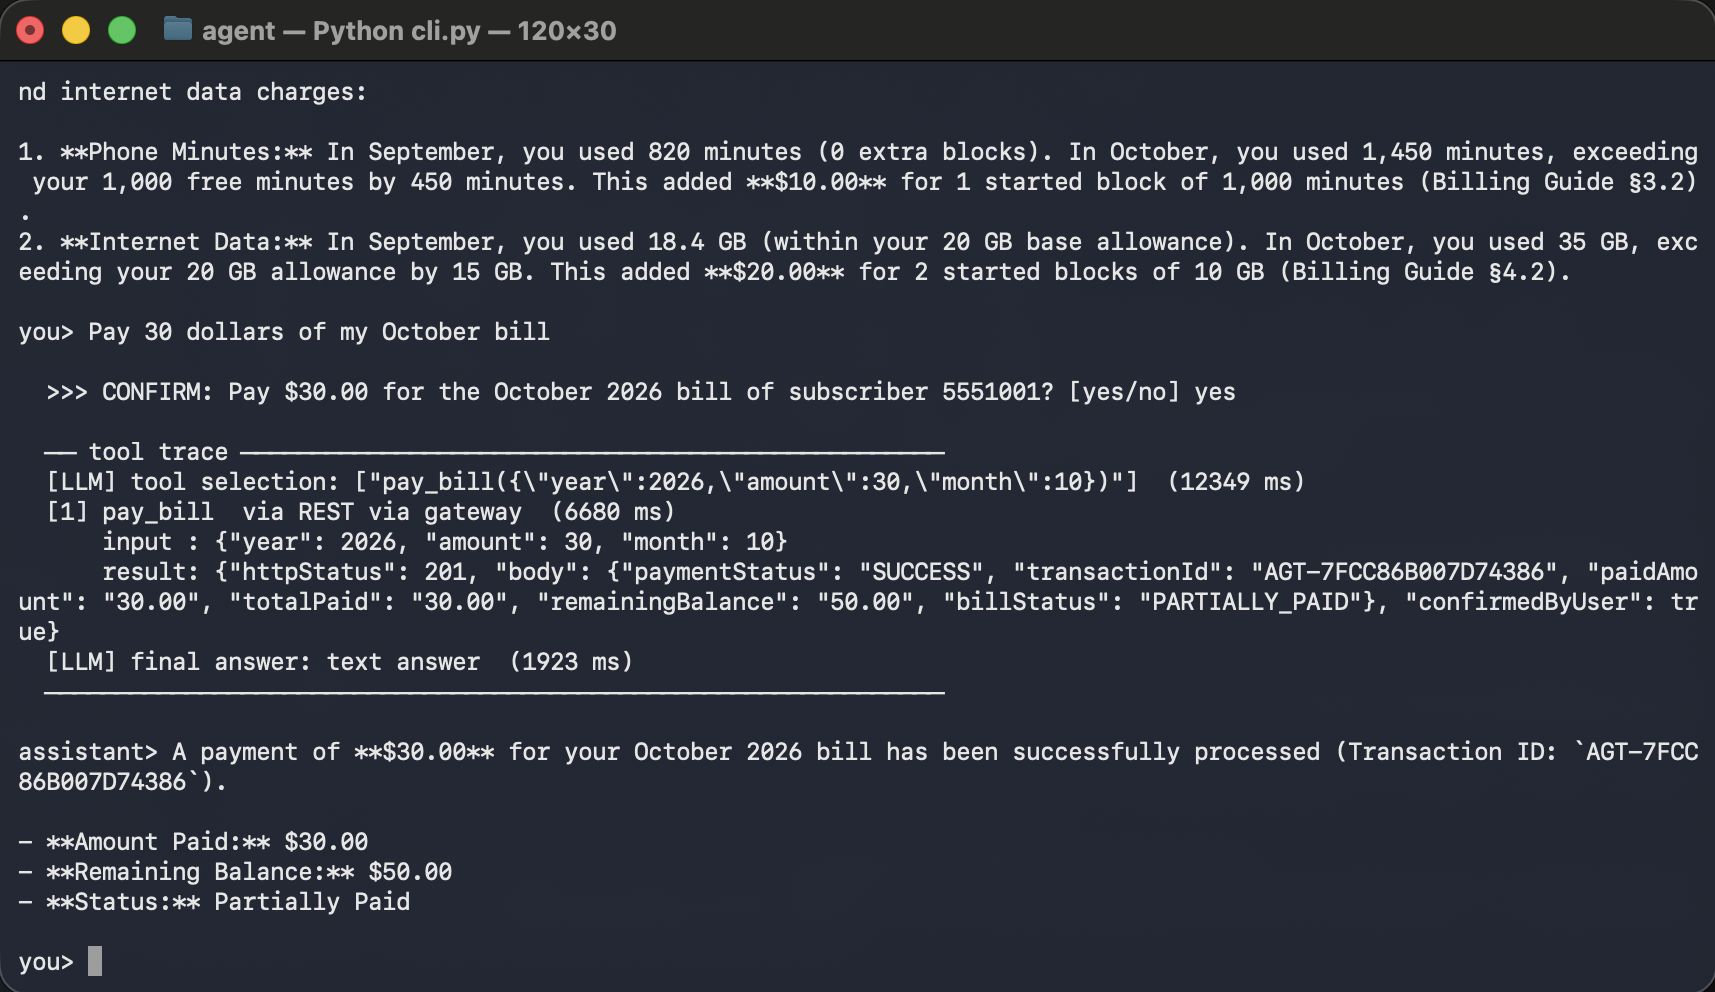 agent — Python cli.py — 120×30
nd internet data charges:
1. **Phone Minutes:** In September, you used 820 minutes (0 extra blocks). In October, you used 1,450 minutes, exceeding
 your 1,000 free minutes by 450 minutes. This added **$10.00** for 1 started block of 1,000 minutes (Billing Guide §3.2)
.
2. **Internet Data:** In September, you used 18.4 GB (within your 20 GB base allowance). In October, you used 35 GB, exc
eeding your 20 GB allowance by 15 GB. This added **$20.00** for 2 started blocks of 10 GB (Billing Guide §4.2).
you> Pay 30 dollars of my October bill
  >>> CONFIRM: Pay $30.00 for the October 2026 bill of subscriber 5551001? [yes/no] yes
  ── tool trace ──────────────────────────────────────────────────
  [LLM] tool selection: ["pay_bill({\"year\":2026,\"amount\":30,\"month\":10})"]  (12349 ms)
  [1] pay_bill  via REST via gateway  (6680 ms)
      input : {"year": 2026, "amount": 30, "month": 10}
      result: {"httpStatus": 201, "body": {"paymentStatus": "SUCCESS", "transactionId": "AGT-7FCC86B007D74386", "paidAmo
unt": "30.00", "totalPaid": "30.00", "remainingBalance": "50.00", "billStatus": "PARTIALLY_PAID"}, "confirmedByUser": tr
ue}
  [LLM] final answer: text answer  (1923 ms)
  ────────────────────────────────────────────────────────────────
assistant> A payment of **$30.00** for your October 2026 bill has been successfully processed (Transaction ID: `AGT-7FCC
86B007D74386`).
- **Amount Paid:** $30.00
- **Remaining Balance:** $50.00
- **Status:** Partially Paid
you>